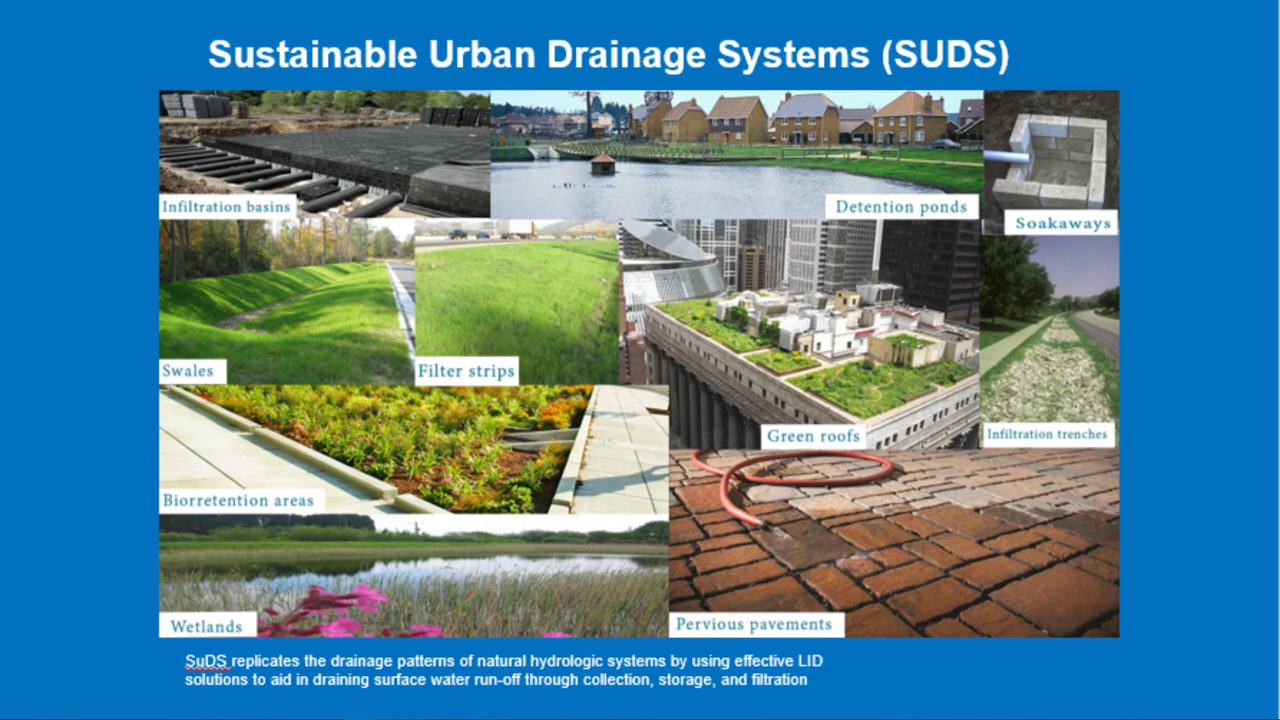 Sustainable Urban Drainage Systems (SUDS)
Infiltration basins
Detention ponds
Soakaways
Swales
Filter strips
Green roofs
Infiltration trenches
Biorretention areas
Wetlands
Pervious pavements
SuDS replicates the drainage patterns of natural hydrologic systems by using effective LID
solutions to aid in draining surface water run-off through collection, storage, and filtration